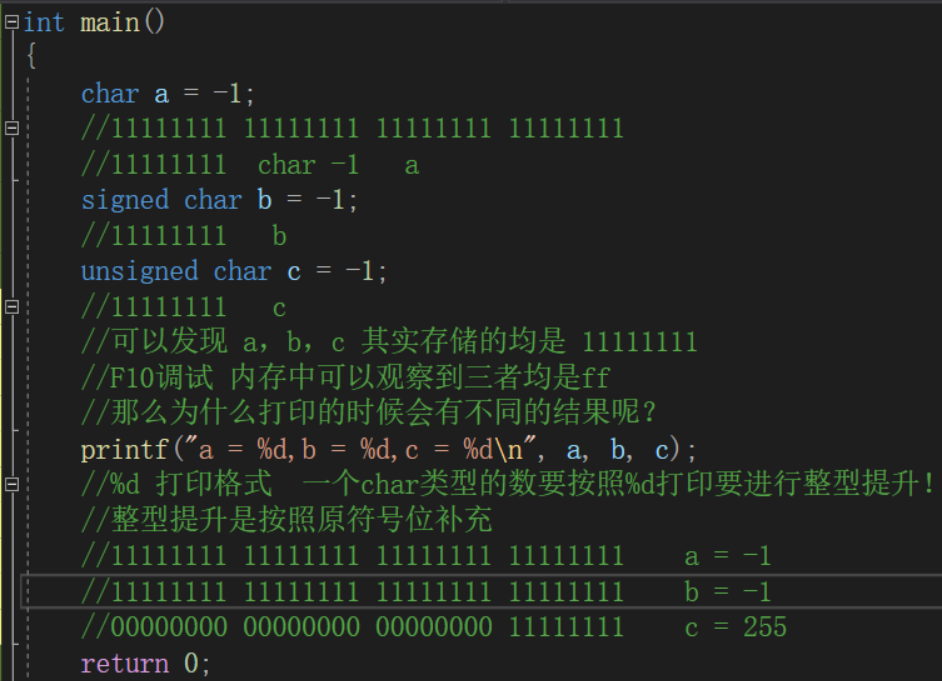 int main()
{
char a = -1;
//11111111 11111111 11111111 11111111
//11111111  char -1   a
signed char b = -1;
//11111111   b
unsigned char c = -1;
//11111111   c
//可以发现 a，b，c 其实存储的均是 11111111
//F10调试 内存中可以观察到三者均是ff
//那么为什么打印的时候会有不同的结果呢？
printf("a = %d,b = %d,c = %d\n", a, b, c);
//%d 打印格式  一个char类型的数要按照%d打印要进行整型提升！
//整型提升是按照原符号位补充
//11111111 11111111 11111111 11111111    a = -1
//11111111 11111111 11111111 11111111    b = -1
//00000000 00000000 00000000 11111111    c = 255
return 0;